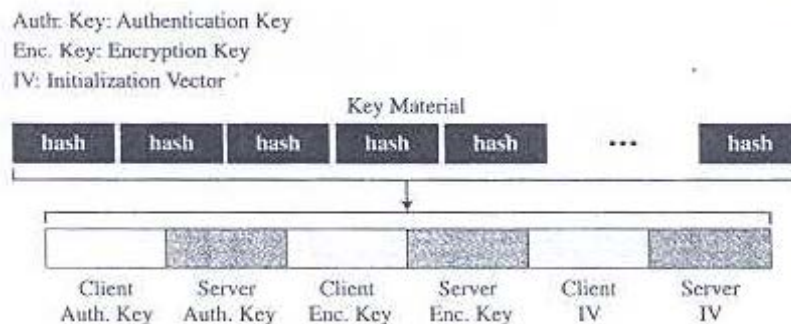 Auth. Key: Authentication Key
Enc. Key: Encryption Key
IV: Initialization Vector
Key Material
hash hash hash hash hash ... hash
Client Server Client Server Client Server
Auth. Key Auth. Key Enc. Key Enc. Key IV IV